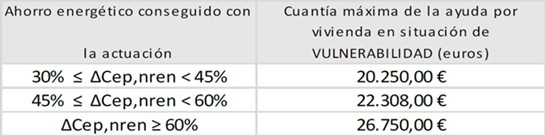 Ahorro energético conseguido con
la actuación
Cuantía máxima de la ayuda por
vivienda en situación de
VULNERABILIDAD (euros)
30% ≤ ΔCep,nren < 45%
20.250,00 €
45% ≤ ΔCep,nren < 60%
22.308,00 €
ΔCep,nren ≥ 60%
26.750,00 €